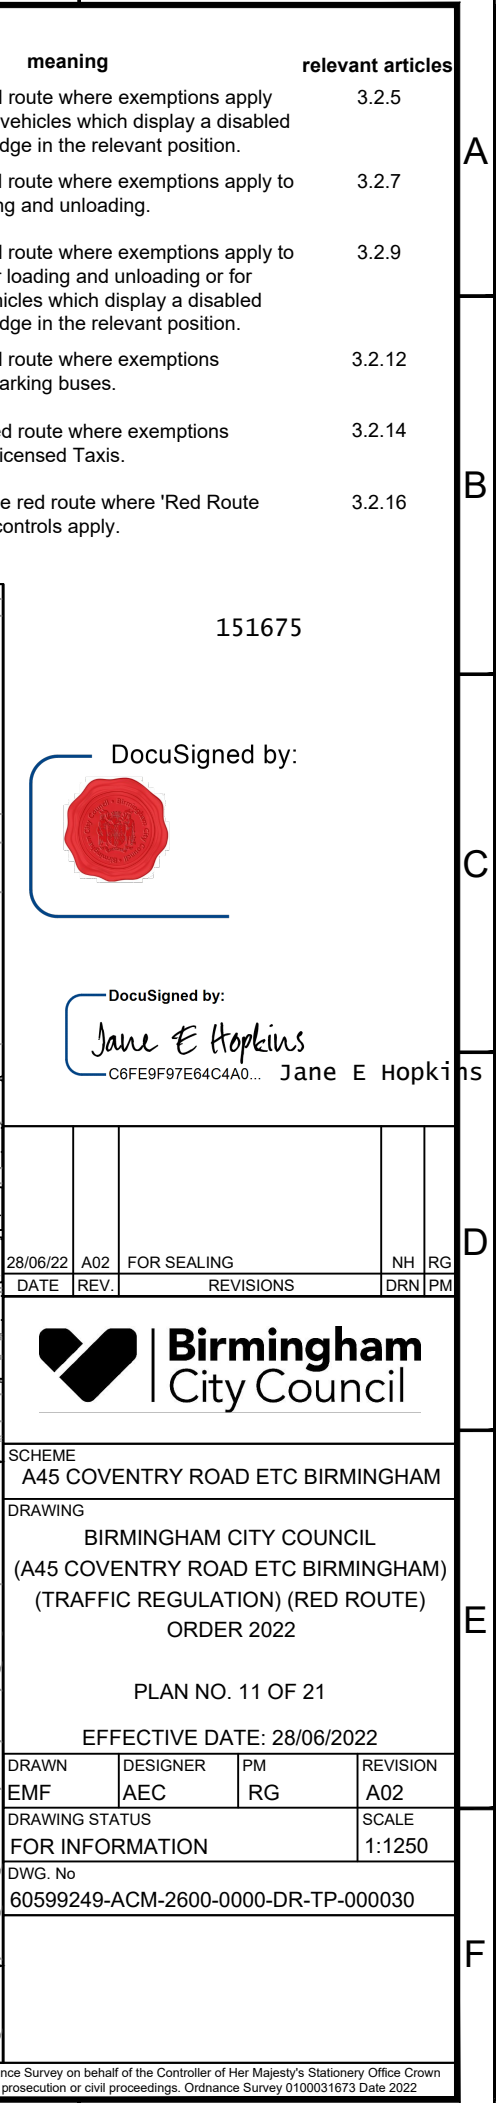 meaning relevant articles
route where exemptions apply 3.2.5
vehicles which display a disabled
dge in the relevant position.
route where exemptions apply to 3.2.7
ng and unloading.
route where exemptions apply to 3.2.9
loading and unloading or for
hicles which display a disabled
dge in the relevant position.
route where exemptions 3.2.12
arking buses.
ed route where exemptions 3.2.14
icensed Taxis.
e red route where 'Red Route 3.2.16
controls apply.
A
B
C
D
E
F
151675
DocuSigned by:
DocuSigned by:
Jane E Hopkins
C6FE9F97E64C4A0... Jane E Hopkins
28/06/22 A02 FOR SEALING NH RG
DATE REV. REVISIONS DRN PM
Birmingham
City Council
SCHEME
A45 COVENTRY ROAD ETC BIRMINGHAM
DRAWING
BIRMINGHAM CITY COUNCIL
(A45 COVENTRY ROAD ETC BIRMINGHAM)
(TRAFFIC REGULATION) (RED ROUTE)
ORDER 2022
PLAN NO. 11 OF 21
EFFECTIVE DATE: 28/06/2022
DRAWN DESIGNER PM REVISION
EMF AEC RG A02
DRAWING STATUS SCALE
FOR INFORMATION 1:1250
DWG. No
60599249-ACM-2600-0000-DR-TP-000030
nce Survey on behalf of the Controller of Her Majesty's Stationery Office Crown
prosecution or civil proceedings. Ordnance Survey 0100031673 Date 2022